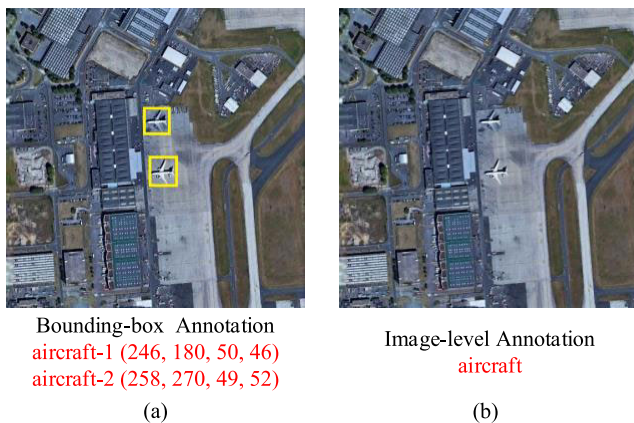 Bounding-box Annotation
aircraft-1 (246, 180, 50, 46)
aircraft-2 (258, 270, 49, 52)
(a)
Image-level Annotation
aircraft
(b)